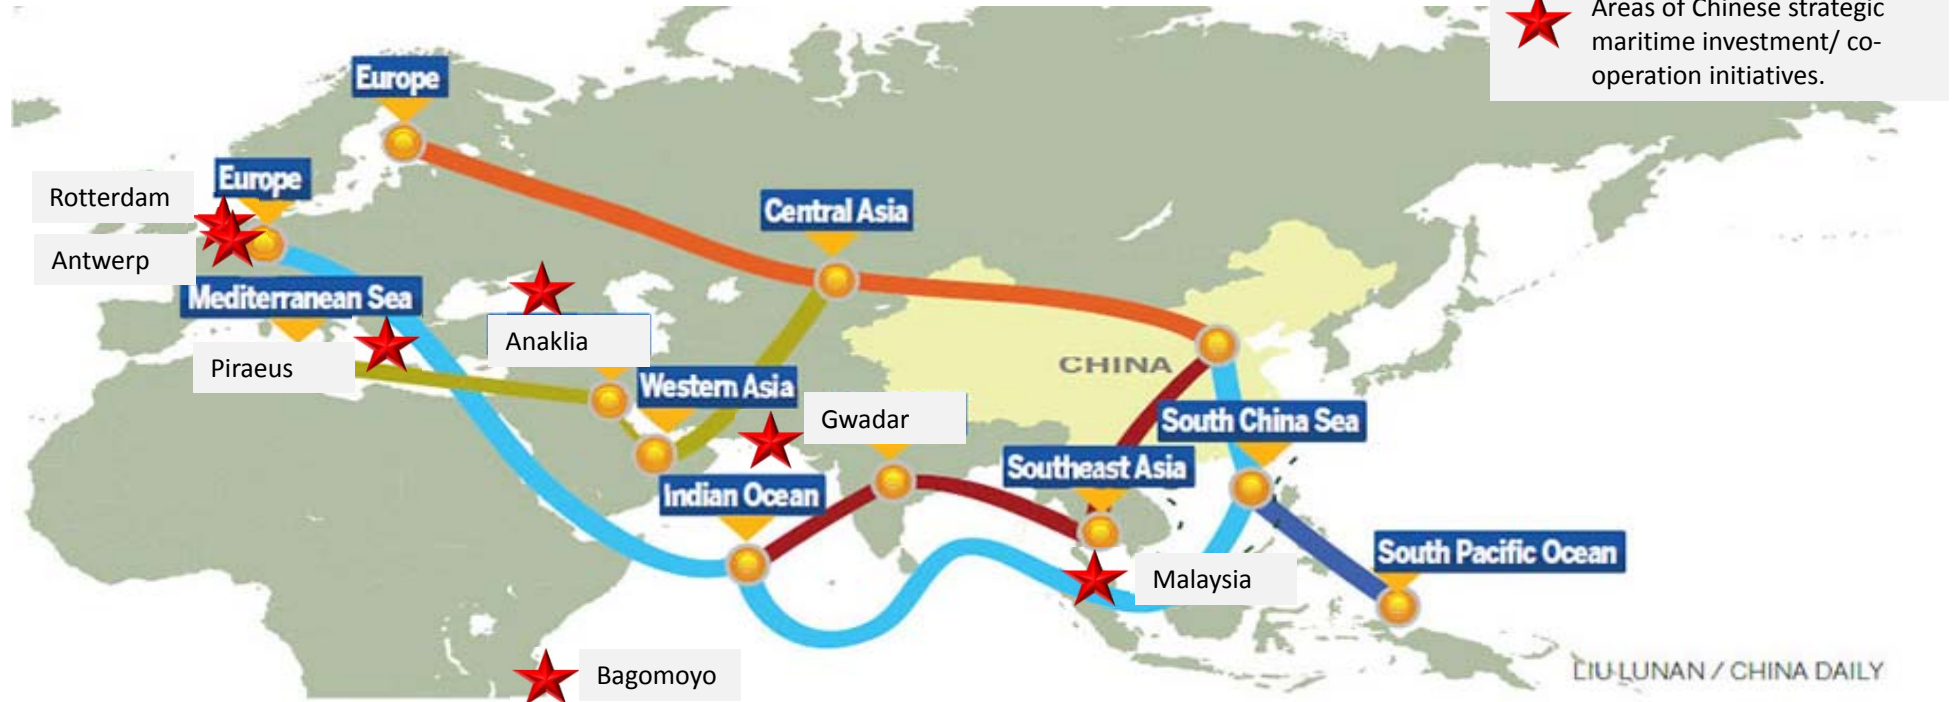 Areas of Chinese strategic
maritime investment/ co-
operation initiatives.
Europe
Europe
Rotterdam
Central Asia
Antwerp
Mediterranean Sea
Anaklia
Piraeus
CHINA
Western Asia
Gwadar
South China Sea
Southeast Asia
Indian Ocean
South Pacific Ocean
Malaysia
Bagomoyo
LIU LUNAN / CHINA DAILY